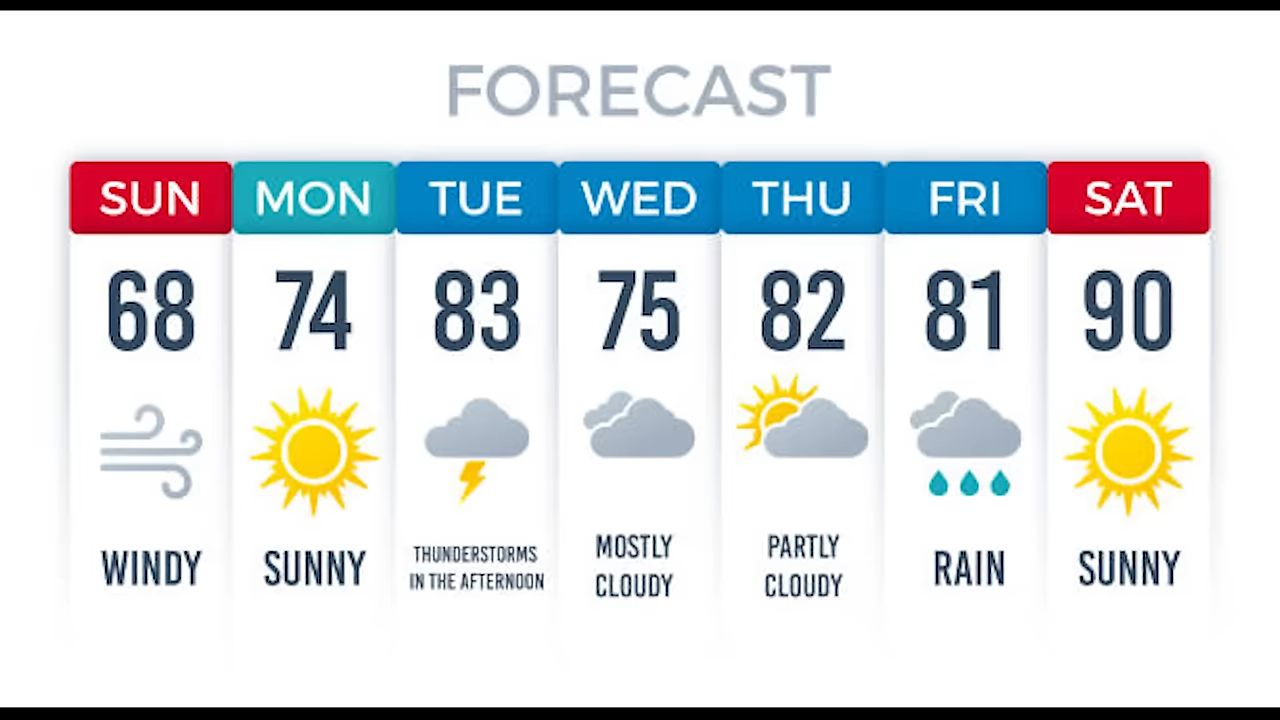 FORECAST
SUN MON TUE WED THU FRI SAT
68 74 83 75 82 81 90
WINDY
SUNNY
THUNDERSTORMS
IN THE AFTERNOON
MOSTLY
CLOUDY
PARTLY
CLOUDY
RAIN
SUNNY